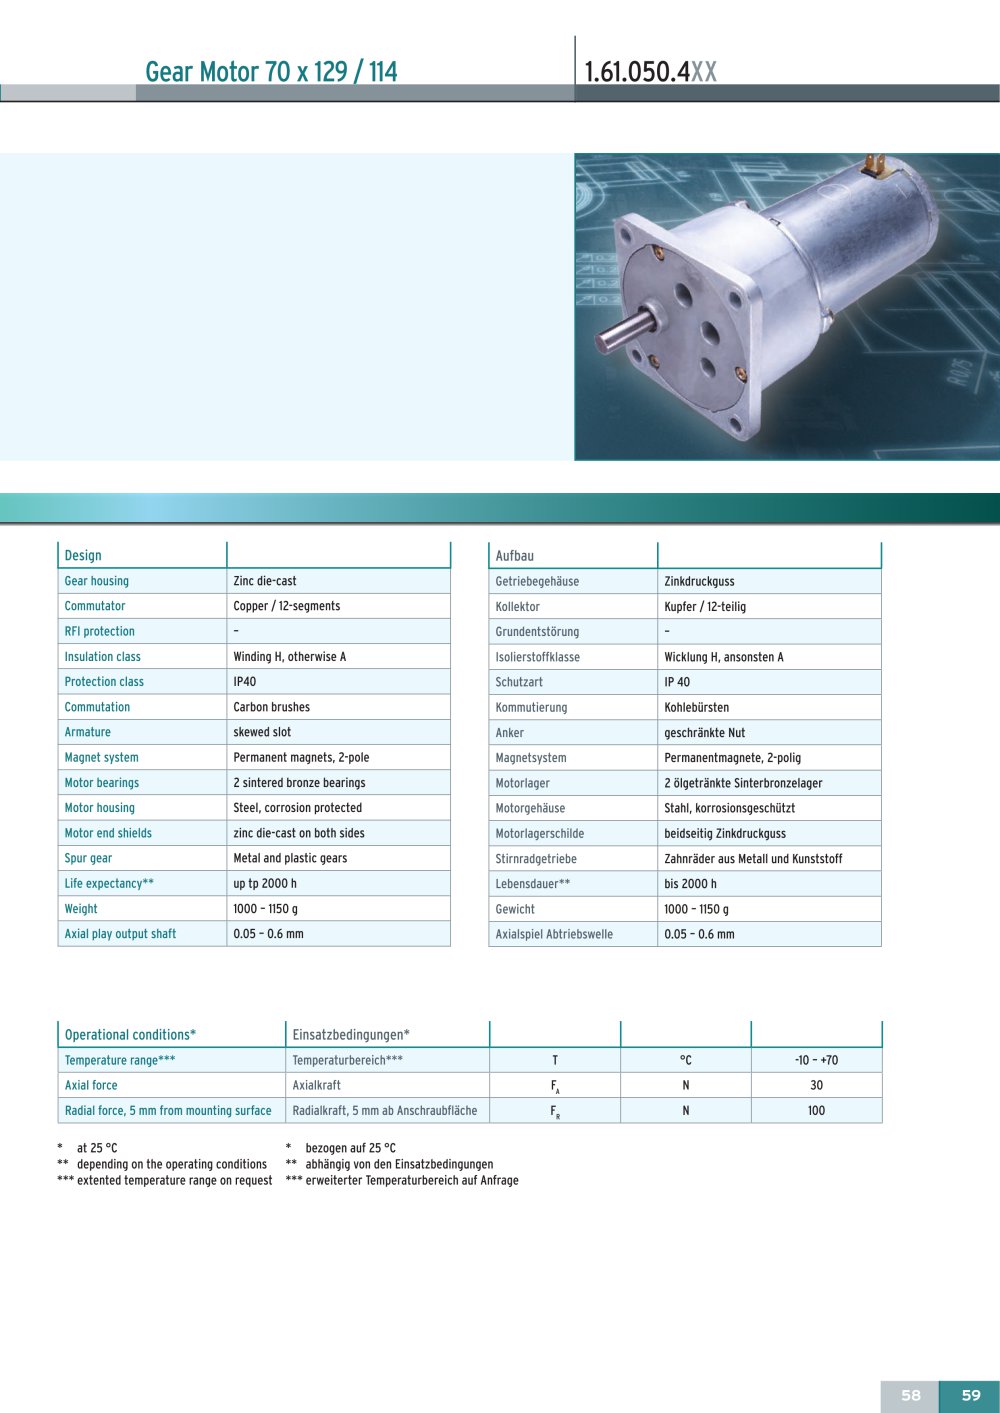 Gear Motor 70 x 129 / 114
1.61.050.4XX
Design
Gear housing Zinc die-cast
Commutator Copper / 12-segments
RFI protection –
Insulation class Winding H, otherwise A
Protection class IP40
Commutation Carbon brushes
Armature skewed slot
Magnet system Permanent magnets, 2-pole
Motor bearings 2 sintered bronze bearings
Motor housing Steel, corrosion protected
Motor end shields zinc die-cast on both sides
Spur gear Metal and plastic gears
Life expectancy** up tp 2000 h
Weight 1000 – 1150 g
Axial play output shaft 0.05 – 0.6 mm
Aufbau
Getriebegehäuse Zinkdruckguss
Kollektor Kupfer / 12-teilig
Grundentstörung –
Isolierstoffklasse Wicklung H, ansonsten A
Schutzart IP 40
Kommutierung Kohlebürsten
Anker geschränkte Nut
Magnetsystem Permanentmagnete, 2-polig
Motorlager 2 ölgetränkte Sinterbronzelager
Motorgehäuse Stahl, korrosionsgeschützt
Motorlagerschilde beidseitig Zinkdruckguss
Stirnradgetriebe Zahnräder aus Metall und Kunststoff
Lebensdauer** bis 2000 h
Gewicht 1000 – 1150 g
Axialspiel Abtriebswelle 0.05 – 0.6 mm
Operational conditions* Einsatzbedingungen*
Temperature range*** Temperaturbereich*** T °C -10 – +70
Axial force Axialkraft FA N 30
Radial force, 5 mm from mounting surface Radialkraft, 5 mm ab Anschraubfläche FR N 100
* at 25 °C
** depending on the operating conditions
*** extented temperature range on request
* bezogen auf 25 °C
** abhängig von den Einsatzbedingungen
*** erweiterter Temperaturbereich auf Anfrage
58 59